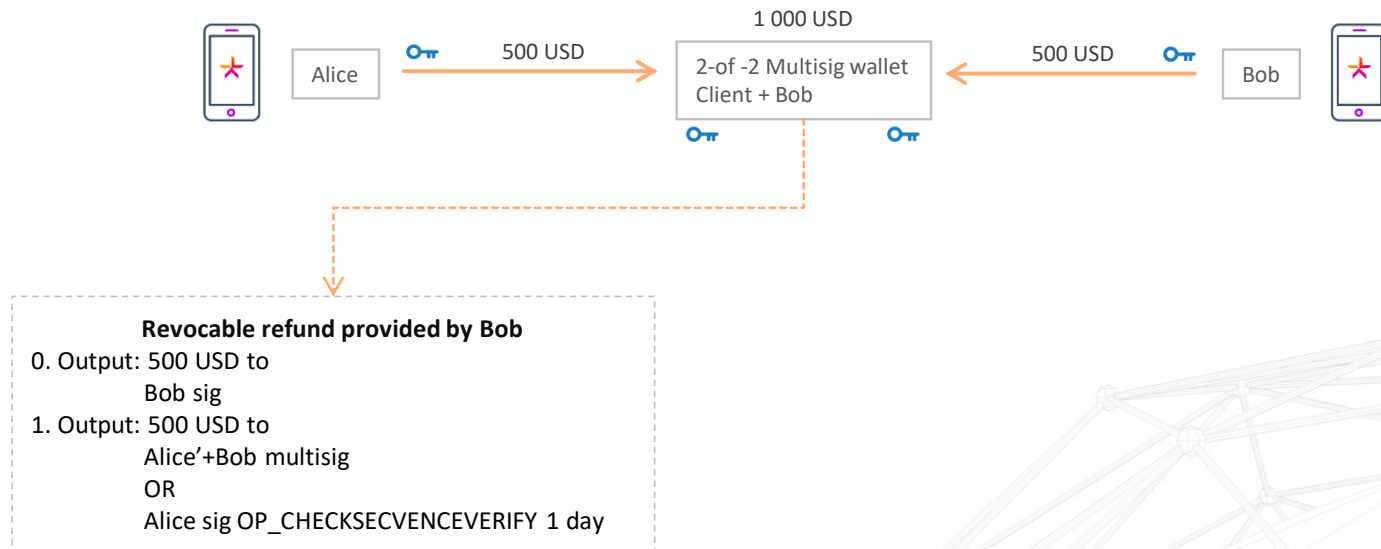 1 000 USD
500 USD
500 USD
Alice
2-of -2 Multisig wallet
Client + Bob
Bob
Revocable refund provided by Bob
0. Output: 500 USD to
Bob sig
1. Output: 500 USD to
Alice’+Bob multisig
OR
Alice sig OP_CHECKSECVENCEVERIFY 1 day